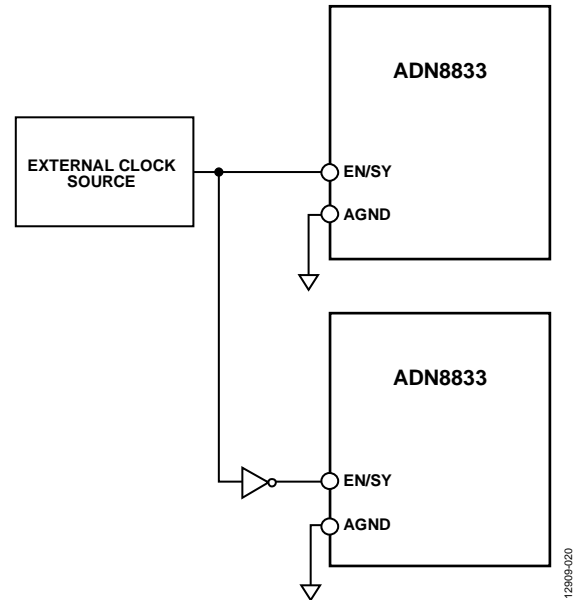 ADN8833
EXTERNAL CLOCK
SOURCE
EN/SY
AGND
ADN8833
EN/SY
AGND
12909-020